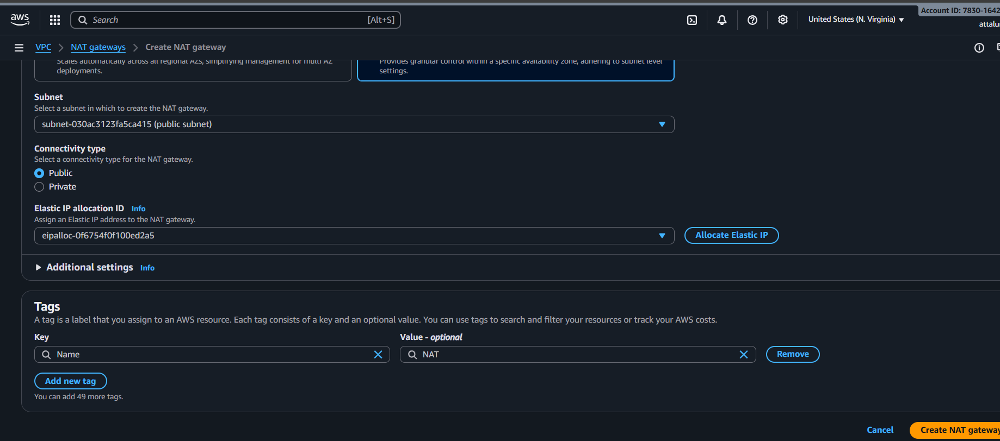 aws
Search
[Alt+S]
United States (N. Virginia)
Account ID: 7830-1642
VPC
NAT gateways
Create NAT gateway
Scales automatically across all regional AZs, simplifying management for multi AZ
deployments.
Provides granular control within a specific availability zone, adhering to subnet level
settings.
Subnet
Select a subnet in which to create the NAT gateway.
subnet-030ac3123fa5ca415 (public subnet)
Connectivity type
Select a connectivity type for the NAT gateway.
Public
Private
Elastic IP allocation ID Info
Assign an Elastic IP address to the NAT gateway.
eipalloc-0f6754f0f100ed2a5
Allocate Elastic IP
Additional settings Info
Tags
A tag is a label that you assign to an AWS resource. Each tag consists of a key and an optional value. You can use tags to search and filter your resources or track your AWS costs.
Key
Value - optional
Name
NAT
Remove
Add new tag
You can add 49 more tags.
Cancel
Create NAT gateway